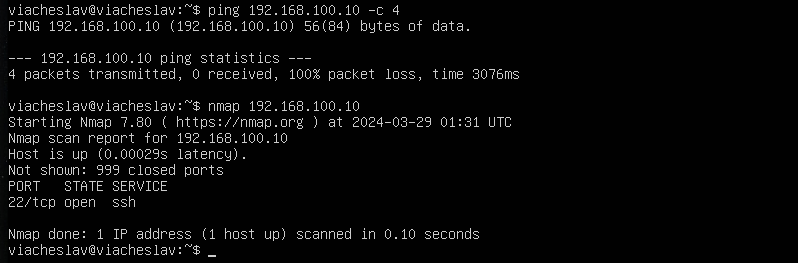 viacheslav@viacheslav:~$ ping 192.168.100.10 -c 4
PING 192.168.100.10 (192.168.100.10) 56(84) bytes of data.
--- 192.168.100.10 ping statistics ---
4 packets transmitted, 0 received, 100% packet loss, time 3076ms
viacheslav@viacheslav:~$ nmap 192.168.100.10
Starting Nmap 7.80 ( https://nmap.org ) at 2024-03-29 01:31 UTC
Nmap scan report for 192.168.100.10
Host is up (0.00029s latency).
Not shown: 999 closed ports
PORT   STATE SERVICE
22/tcp open  ssh
Nmap done: 1 IP address (1 host up) scanned in 0.10 seconds
viacheslav@viacheslav:~$ _